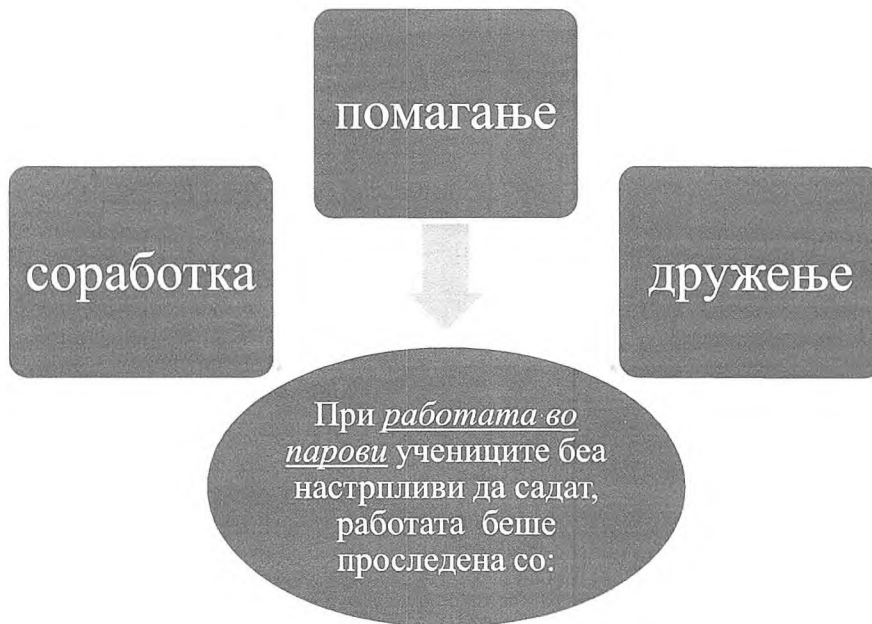 помагање
соработка
дружење
При работата во
парови учениците беа
настрпливи да садат,
работата беше
проследена со: